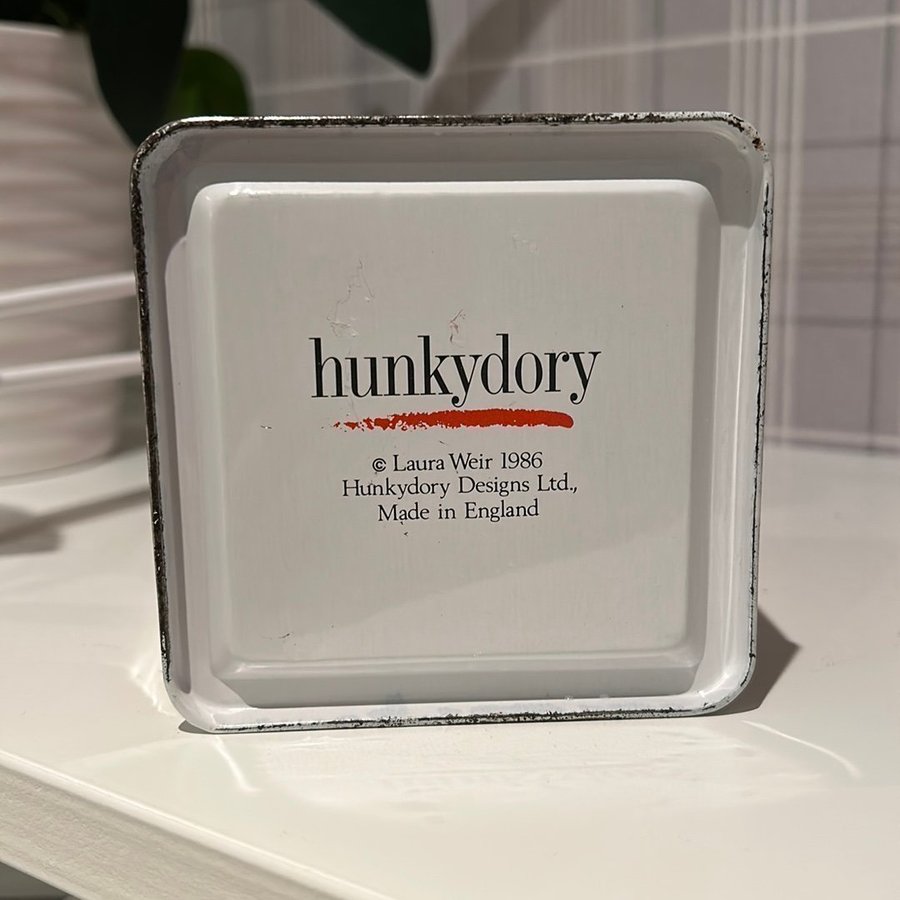 hunkydory
© Laura Weir 1986
Hunkydory Designs Ltd.,
Made in England